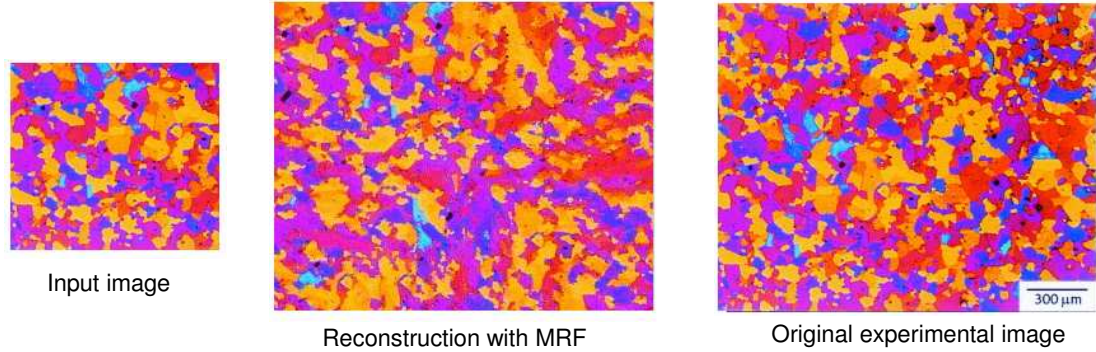 300 μm
Input image
Reconstruction with MRF
Original experimental image